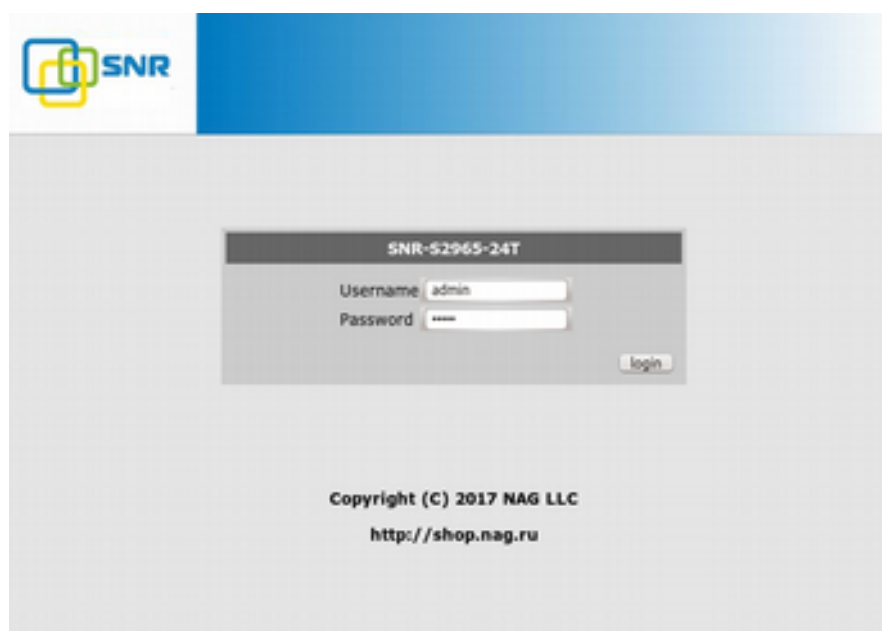 SNR
SNR-S2965-24T
Username admin
Password •••••
login
Copyright (C) 2017 NAG LLC
http://shop.nag.ru